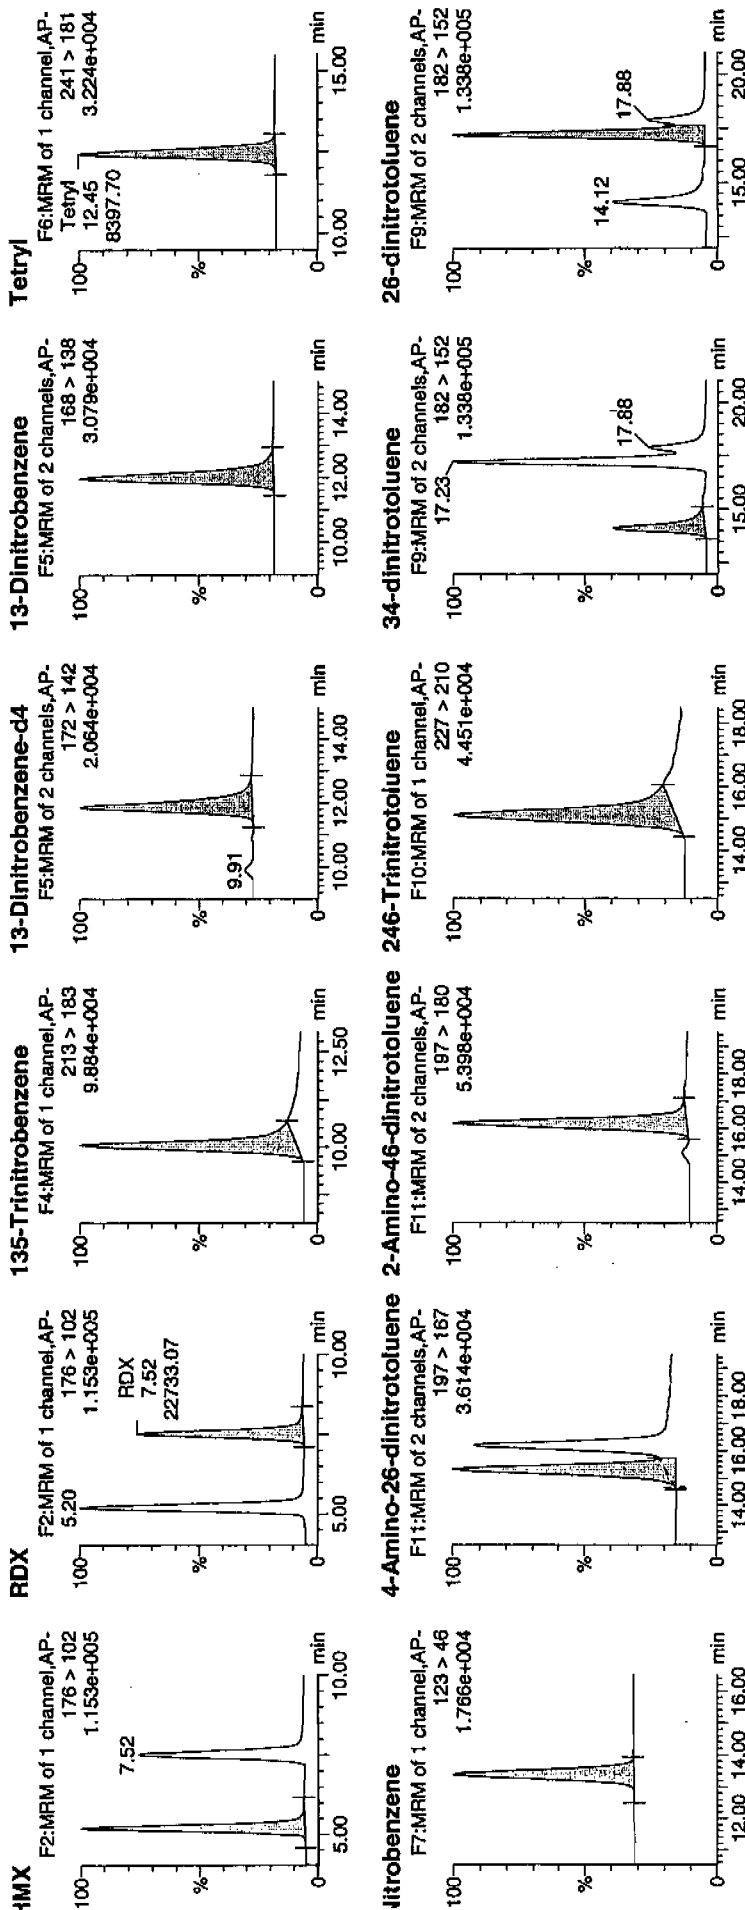 HMX
F2:MRM of 1 channel,AP-
176 > 102
1.153e+005
100
7.52
%
0
5.00
10.00
min
RDX
F2:MRM of 1 channel,AP-
176 > 102
1.153e+005
100
5.20
RDX
7.52
22733.07
%
0
5.00
10.00
min
135-Trinitrobenzene
F4:MRM of 1 channel,AP-
213 > 183
9.884e+004
100
%
0
10.00
12.50
min
13-Dinitrobenzene-d4
F5:MRM of 2 channels,AP-
172 > 142
2.064e+004
100
%
9.91
0
10.00
12.00
14.00
min
13-Dinitrobenzene
F5:MRM of 2 channels,AP-
168 > 138
3.079e+004
100
%
0
10.00
12.00
14.00
min
Tetryl
F6:MRM of 1 channel,AP-
241 > 181
3.224e+004
100
Tetryl
12.45
8397.70
%
0
10.00
15.00
min
Nitrobenzene
F7:MRM of 1 channel,AP-
123 > 46
1.766e+004
100
%
0
12.00
14.00
16.00
min
4-Amino-26-dinitrotoluene
F11:MRM of 2 channels,AP-
197 > 167
3.614e+004
100
%
0
14.00
16.00
18.00
min
2-Amino-46-dinitrotoluene
F11:MRM of 2 channels,AP-
197 > 180
5.398e+004
100
%
0
14.00
16.00
18.00
min
246-Trinitrotoluene
F10:MRM of 1 channel,AP-
227 > 210
4.451e+004
100
%
0
14.00
16.00
18.00
min
34-dinitrotoluene
F9:MRM of 2 channels,AP-
182 > 152
1.338e+005
100
17.23
17.88
%
0
15.00
20.00
min
26-dinitrotoluene
F9:MRM of 2 channels,AP-
182 > 152
1.338e+005
100
17.88
14.12
%
0
15.00
20.00
min